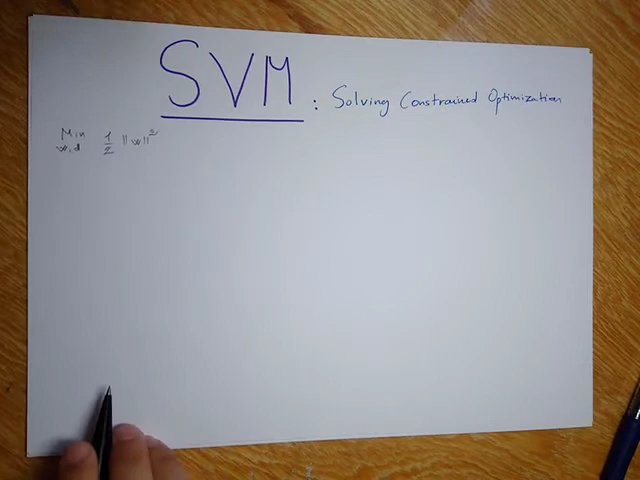 SVM : Solving Constrained Optimization
Min 1/2 ||w||²
w, d